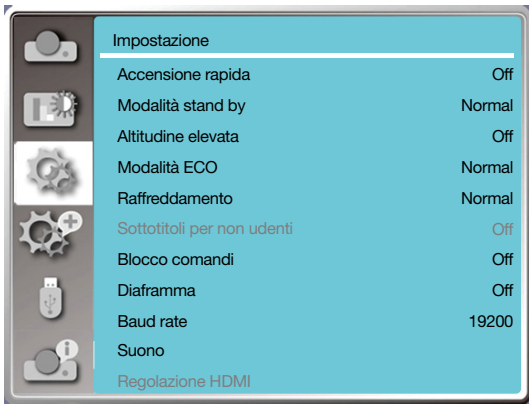 Impostazione
Accensione rapida Off
Modalità stand by Normal
Altitudine elevata Off
Modalità ECO Normal
Raffreddamento Normal
Sottotitoli per non udenti Off
Blocco comandi Off
Diaframma Off
Baud rate 19200
Suono
Regolazione HDMI